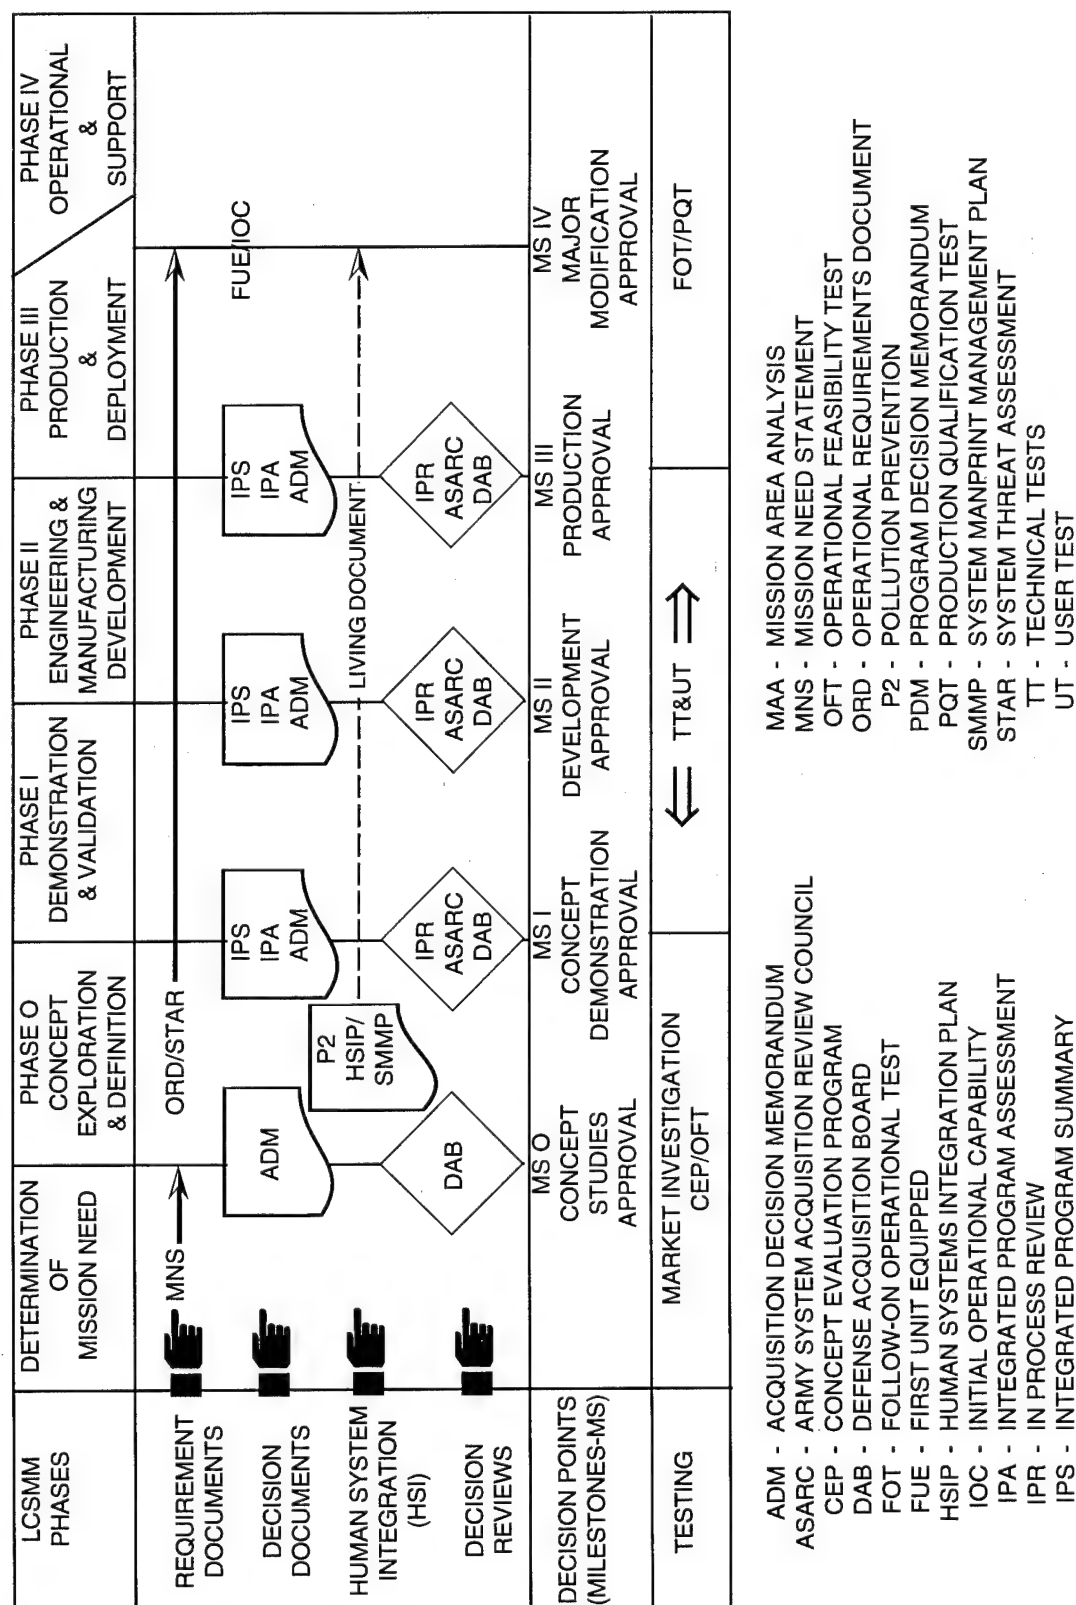 LCSMM
PHASES
DETERMINATION
OF
MISSION NEED
PHASE O
CONCEPT
EXPLORATION
& DEFINITION
PHASE I
DEMONSTRATION
& VALIDATION
PHASE II
ENGINEERING &
MANUFACTURING
DEVELOPMENT
PHASE III
PRODUCTION
&
DEPLOYMENT
PHASE IV
OPERATIONAL
&
SUPPORT
REQUIREMENT
DOCUMENTS
MNS
ORD/STAR
DECISION
DOCUMENTS
ADM
IPS
IPA
ADM
IPS
IPA
ADM
IPS
IPA
ADM
FUE/IOC
HUMAN SYSTEM
INTEGRATION
(HSI)
P2
HSIP/
SMMP
LIVING DOCUMENT
DECISION
REVIEWS
DAB
IPR
ASARC
DAB
IPR
ASARC
DAB
IPR
ASARC
DAB
DECISION POINTS
(MILESTONES-MS)
MS O
CONCEPT
STUDIES
APPROVAL
MS I
CONCEPT
DEMONSTRATION
APPROVAL
MS II
DEVELOPMENT
APPROVAL
MS III
PRODUCTION
APPROVAL
MS IV
MAJOR
MODIFICATION
APPROVAL
TESTING
MARKET INVESTIGATION
CEP/OFT
TT&UT
FOT/PQT
ADM - ACQUISITION DECISION MEMORANDUM
ASARC - ARMY SYSTEM ACQUISITION REVIEW COUNCIL
CEP - CONCEPT EVALUATION PROGRAM
DAB - DEFENSE ACQUISITION BOARD
FOT - FOLLOW-ON OPERATIONAL TEST
FUE - FIRST UNIT EQUIPPED
HSIP - HUMAN SYSTEMS INTEGRATION PLAN
IOC - INITIAL OPERATIONAL CAPABILITY
IPA - INTEGRATED PROGRAM ASSESSMENT
IPR - IN PROCESS REVIEW
IPS - INTEGRATED PROGRAM SUMMARY
MAA - MISSION AREA ANALYSIS
MNS - MISSION NEED STATEMENT
OFT - OPERATIONAL FEASIBILITY TEST
ORD - OPERATIONAL REQUIREMENTS DOCUMENT
P2 - POLLUTION PREVENTION
PDM - PROGRAM DECISION MEMORANDUM
PQT - PRODUCTION QUALIFICATION TEST
SMMP - SYSTEM MANPRINT MANAGEMENT PLAN
STAR - SYSTEM THREAT ASSESSMENT
TT - TECHNICAL TESTS
UT - USER TEST